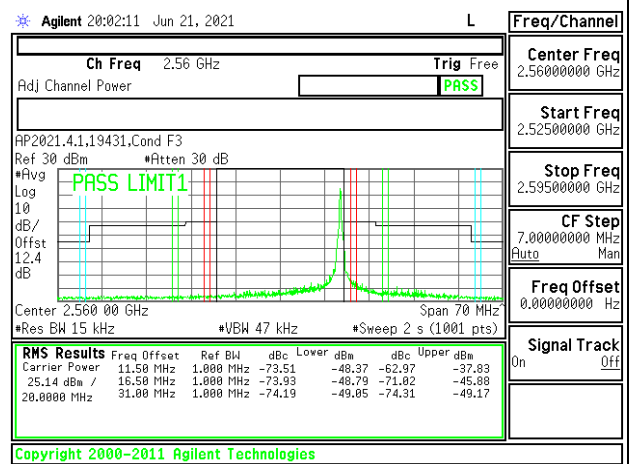 Agilent 20:02:11 Jun 21, 2021 L
Freq/Channel
Ch Freq 2.56 GHz Trig Free
Adj Channel Power PASS
AP2021.4.1,19431,Cond F3
Ref 30 dBm #Atten 30 dB
#Avg
Log
10
dB/
Offst
12.4
dB
PASS LIMIT1
Center 2.560 00 GHz Span 70 MHz^
#Res BW 15 kHz #VBW 47 kHz #Sweep 2 s (1001 pts)
RMS Results Freq Offset Ref BW dBc Lower dBm dBc Upper dBm
Carrier Power 11.50 MHz 1.000 MHz -73.51 -48.37 -62.97 -37.83
25.14 dBm / 16.50 MHz 1.000 MHz -73.93 -48.79 -71.02 -45.88
20.0000 MHz 31.00 MHz 1.000 MHz -74.19 -49.05 -74.31 -49.17
Copyright 2000-2011 Agilent Technologies
Center Freq
2.56000000 GHz
Start Freq
2.52500000 GHz
Stop Freq
2.59500000 GHz
CF Step
7.00000000 MHz
Auto Man
Freq Offset
0.00000000 Hz
Signal Track
On Off